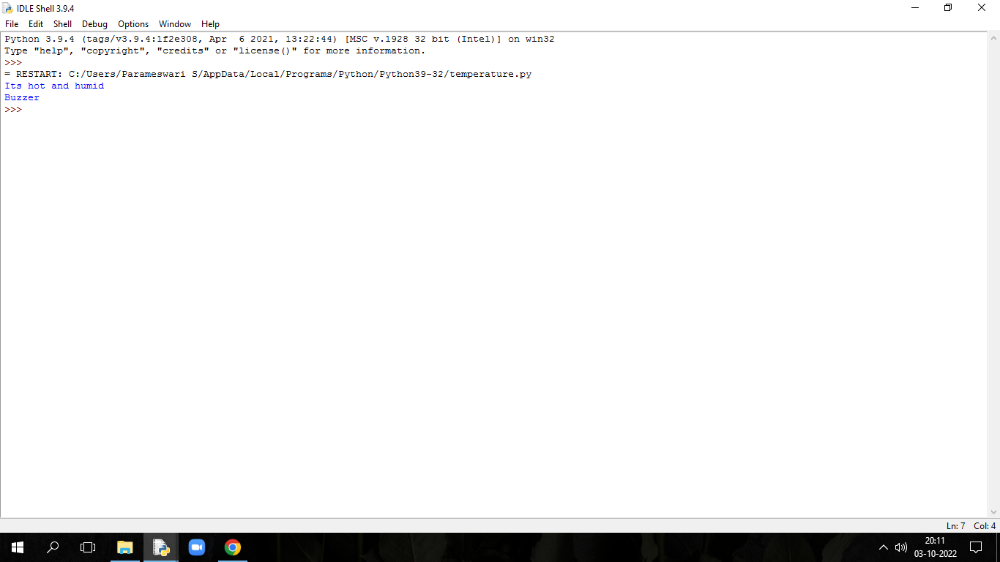 IDLE Shell 3.9.4
File Edit Shell Debug Options Window Help
Python 3.9.4 (tags/v3.9.4:1f2e308, Apr  6 2021, 13:22:44) [MSC v.1928 32 bit (Intel)] on win32
Type "help", "copyright", "credits" or "license()" for more information.
>>>
= RESTART: C:/Users/Parameswari S/AppData/Local/Programs/Python/Python39-32/temperature.py
Its hot and humid
Buzzer
>>>
Ln: 7 Col: 4
20:11
03-10-2022